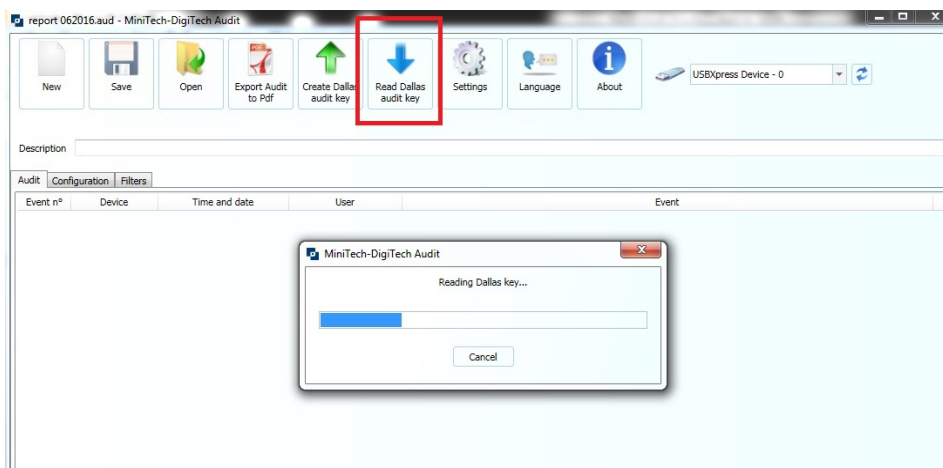 report 062016.aud - MiniTech-DigiTech Audit
New
Save
Open
PDF
Export Audit
to Pdf
Create Dallas
audit key
Read Dallas
audit key
Settings
Language
About
USBXpress Device - 0
Description
Audit Configuration Filters
Event nº Device Time and date User Event
MiniTech-DigiTech Audit
Reading Dallas key...
Cancel